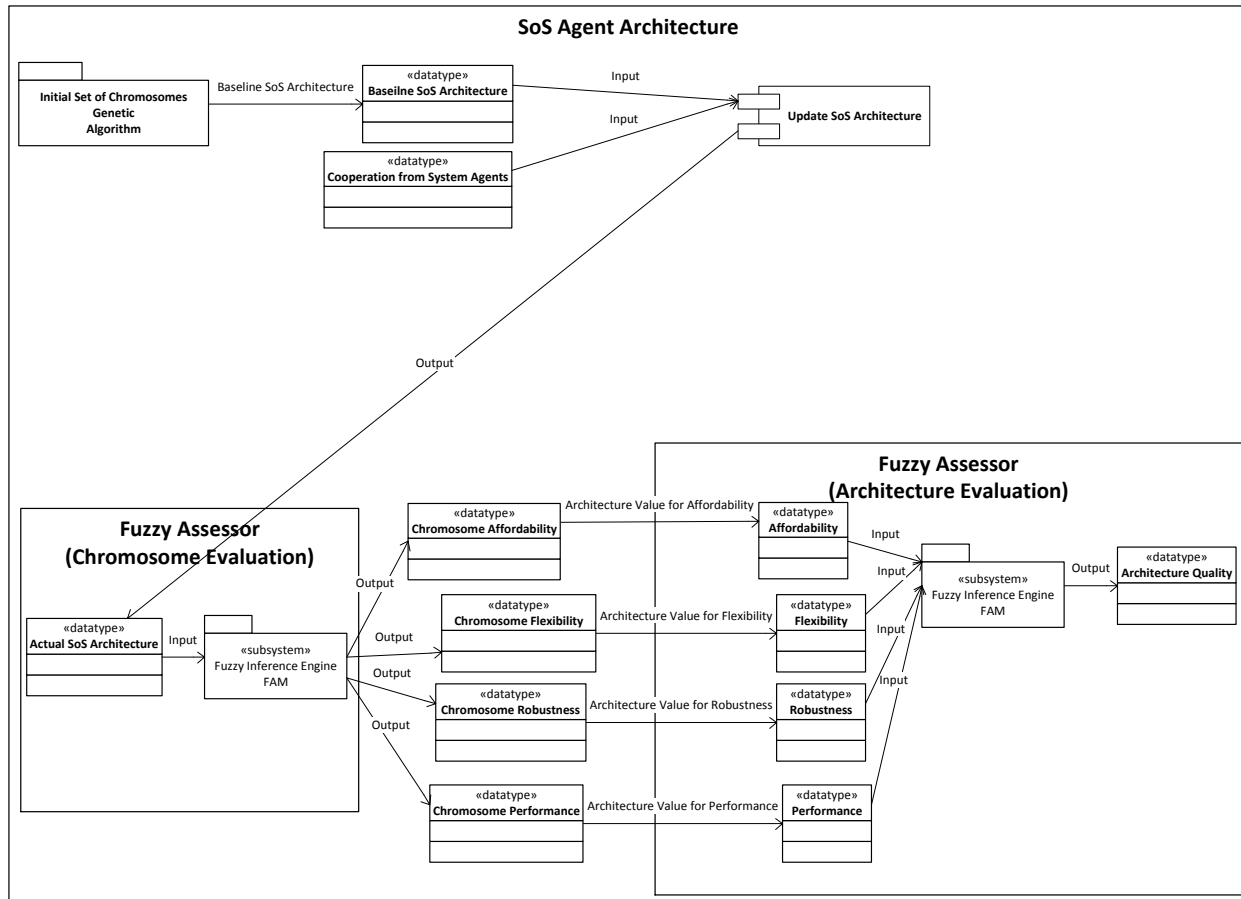 SoS Agent Architecture
Initial Set of Chromosomes
Genetic
Algorithm
Baseline SoS Architecture
«datatype»
Baseilne SoS Architecture
Input
Input
Update SoS Architecture
«datatype»
Cooperation from System Agents
Output
Fuzzy Assessor
(Chromosome Evaluation)
«datatype»
Actual SoS Architecture
Input
«subsystem»
Fuzzy Inference Engine
FAM
Output
Output
Output
Output
«datatype»
Chromosome Affordability
«datatype»
Chromosome Flexibility
«datatype»
Chromosome Robustness
«datatype»
Chromosome Performance
Architecture Value for Affordability
Architecture Value for Flexibility
Architecture Value for Robustness
Architecture Value for Performance
Fuzzy Assessor
(Architecture Evaluation)
«datatype»
Affordability
«datatype»
Flexibility
«datatype»
Robustness
«datatype»
Performance
Input
Input
Input
Input
«subsystem»
Fuzzy Inference Engine
FAM
Output
«datatype»
Architecture Quality